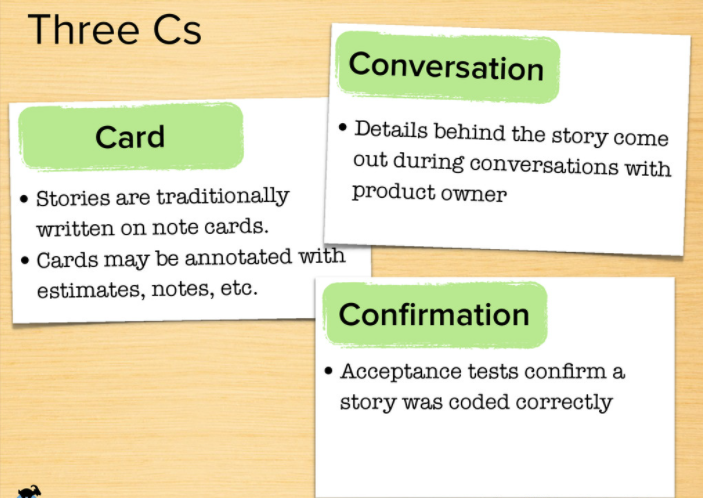 Three Cs
Card
• Stories are traditionally
written on note cards.
• Cards may be annotated with
estimates, notes, etc.
Conversation
• Details behind the story come
out during conversations with
product owner
Confirmation
• Acceptance tests confirm a
story was coded correctly